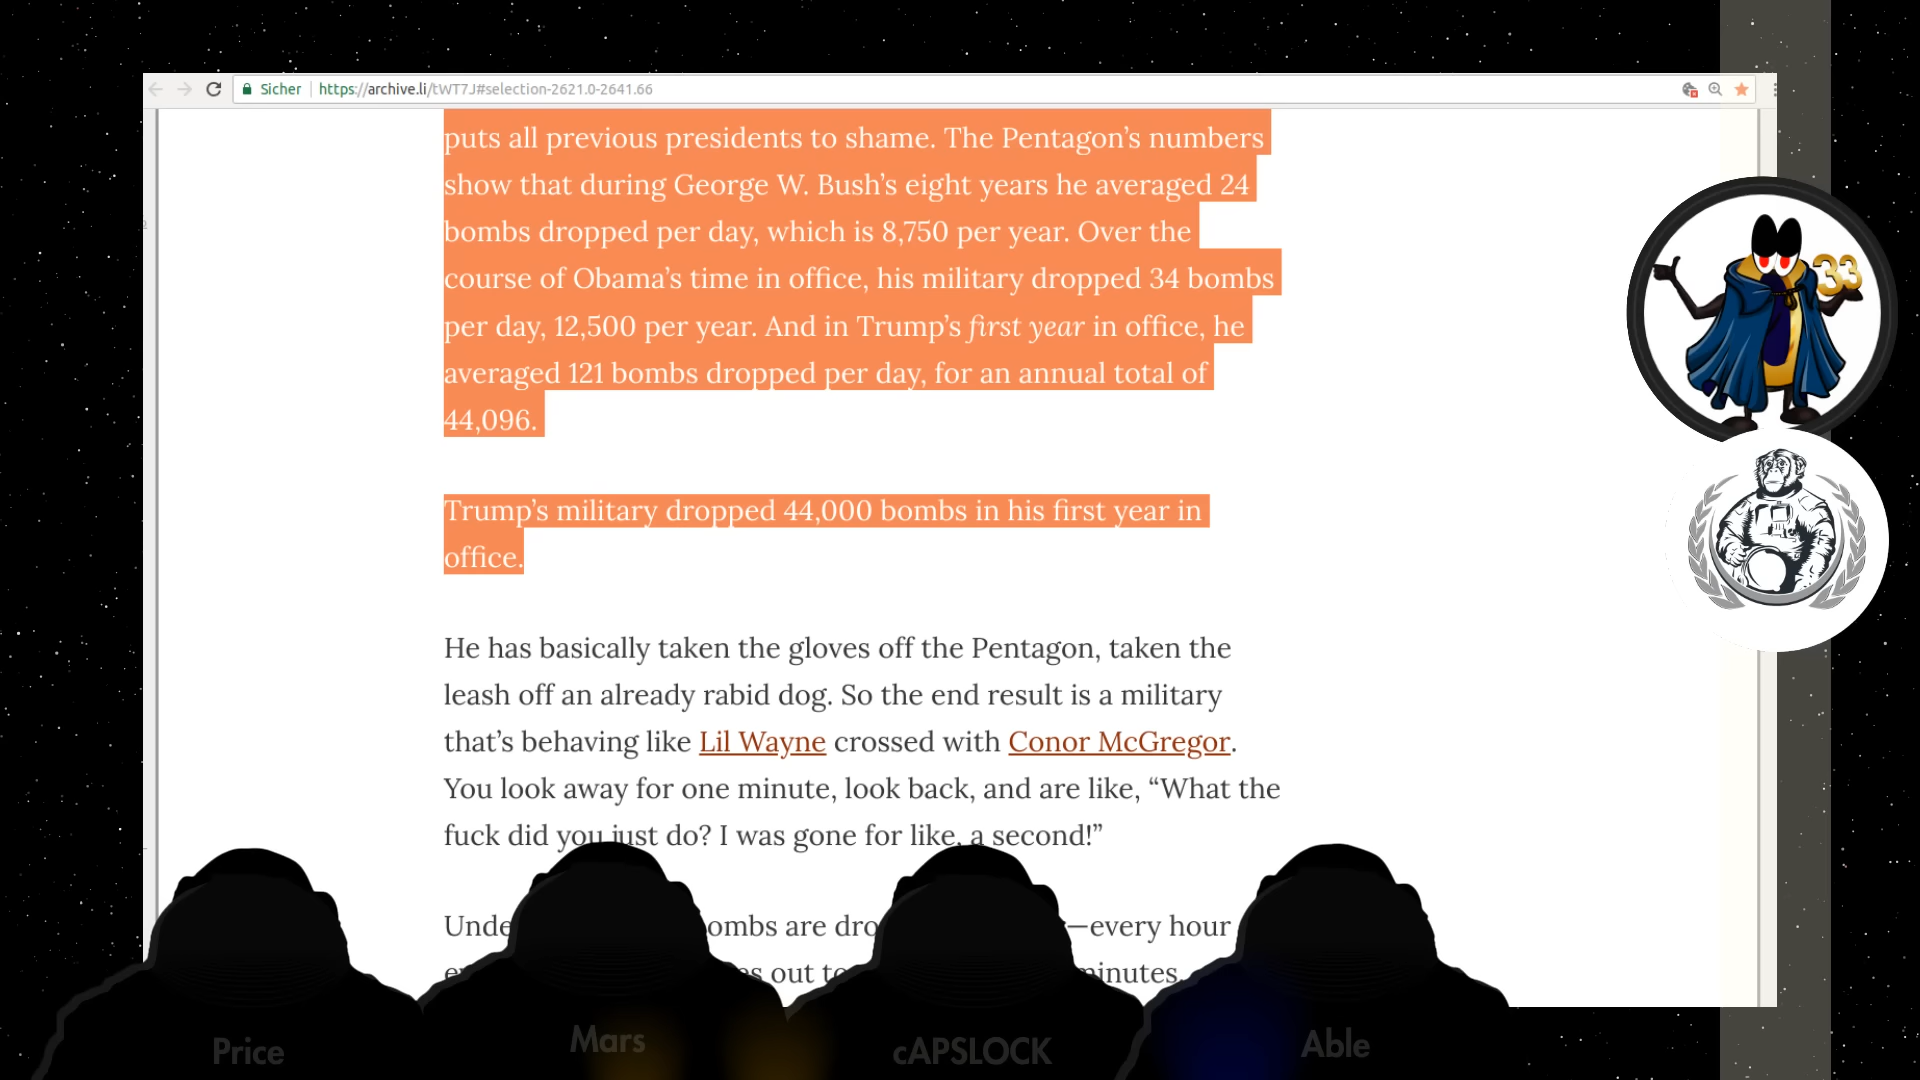 Sicher https://archive.li/tWT7J#selection-2621.0-2641.66
puts all previous presidents to shame. The Pentagon’s numbers
show that during George W. Bush’s eight years he averaged 24
bombs dropped per day, which is 8,750 per year. Over the
course of Obama’s time in office, his military dropped 34 bombs
per day, 12,500 per year. And in Trump’s first year in office, he
averaged 121 bombs dropped per day, for an annual total of
44,096.
Trump’s military dropped 44,000 bombs in his first year in
office.
He has basically taken the gloves off the Pentagon, taken the
leash off an already rabid dog. So the end result is a military
that’s behaving like Lil Wayne crossed with Conor McGregor.
You look away for one minute, look back, and are like, “What the
fuck did you just do? I was gone for like, a second!”
ombs are dro —every hour
out to minutes.
33
Price
Mars
cAPSLOCK
Able